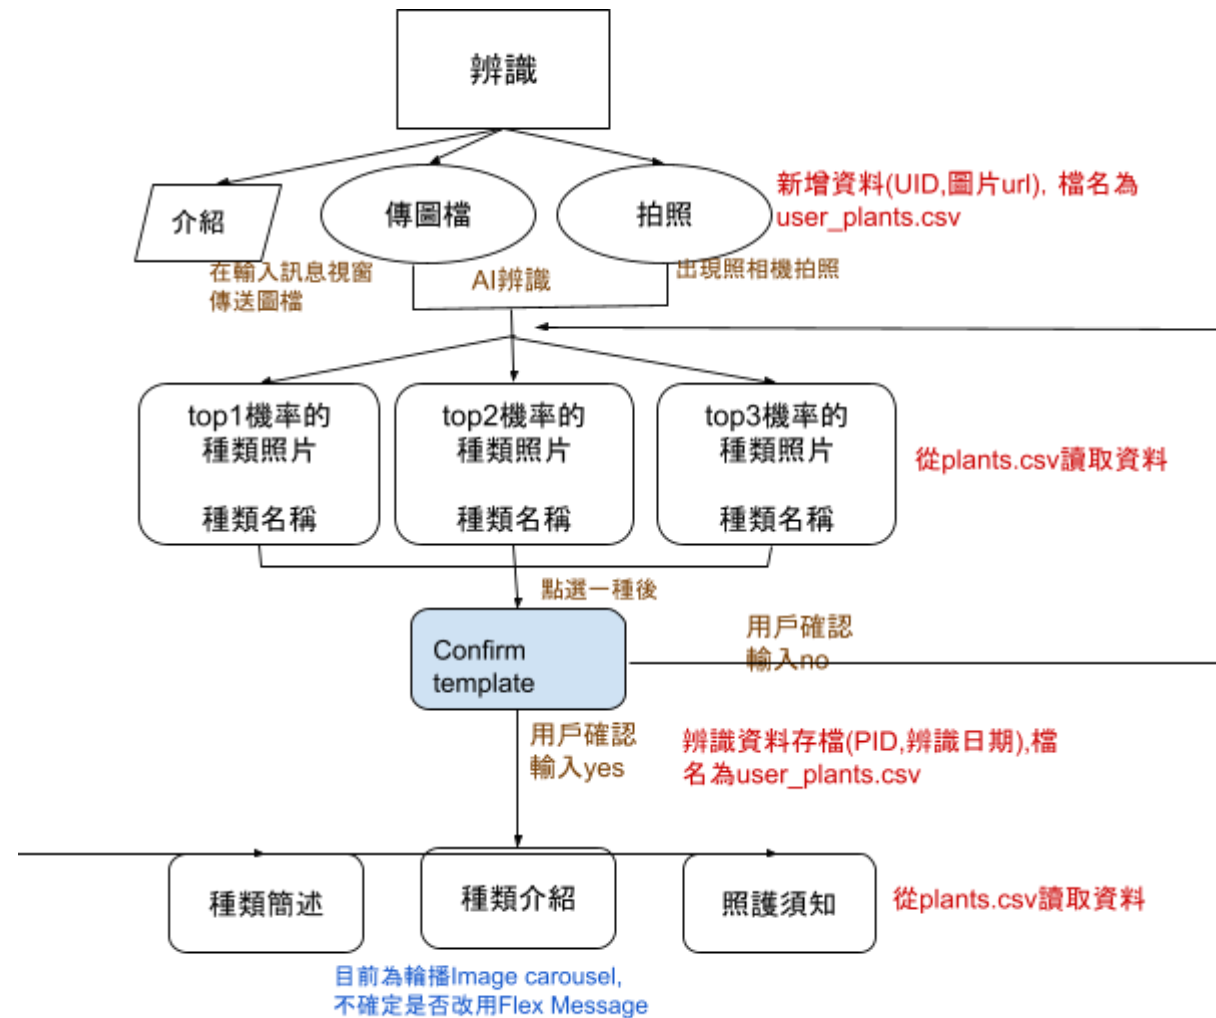 辨識
介紹
傳圖檔
拍照
新增資料(UID,圖片url), 檔名為
user_plants.csv
在輸入訊息視窗
傳送圖檔
AI辨識
出現照相機拍照
top1機率的
種類照片
種類名稱
top2機率的
種類照片
種類名稱
top3機率的
種類照片
種類名稱
從plants.csv讀取資料
點選一種後
Confirm
template
用戶確認
輸入no
用戶確認
輸入yes
辨識資料存檔(PID,辨識日期),檔
名為user_plants.csv
種類簡述
種類介紹
照護須知
從plants.csv讀取資料
目前為輪播Image carousel,
不確定是否改用Flex Message